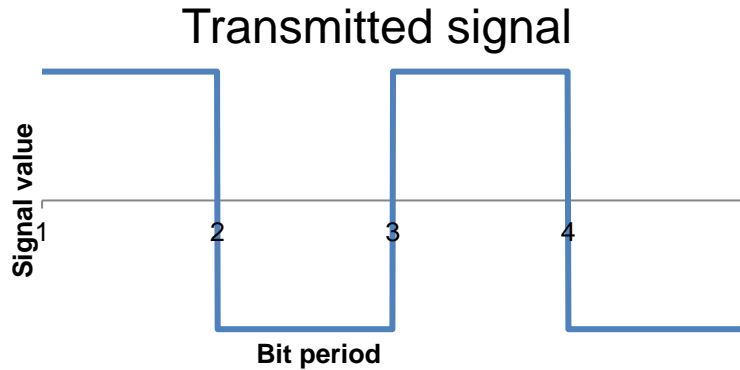 Transmitted signal
Signal value
1 2 3 4
Bit period